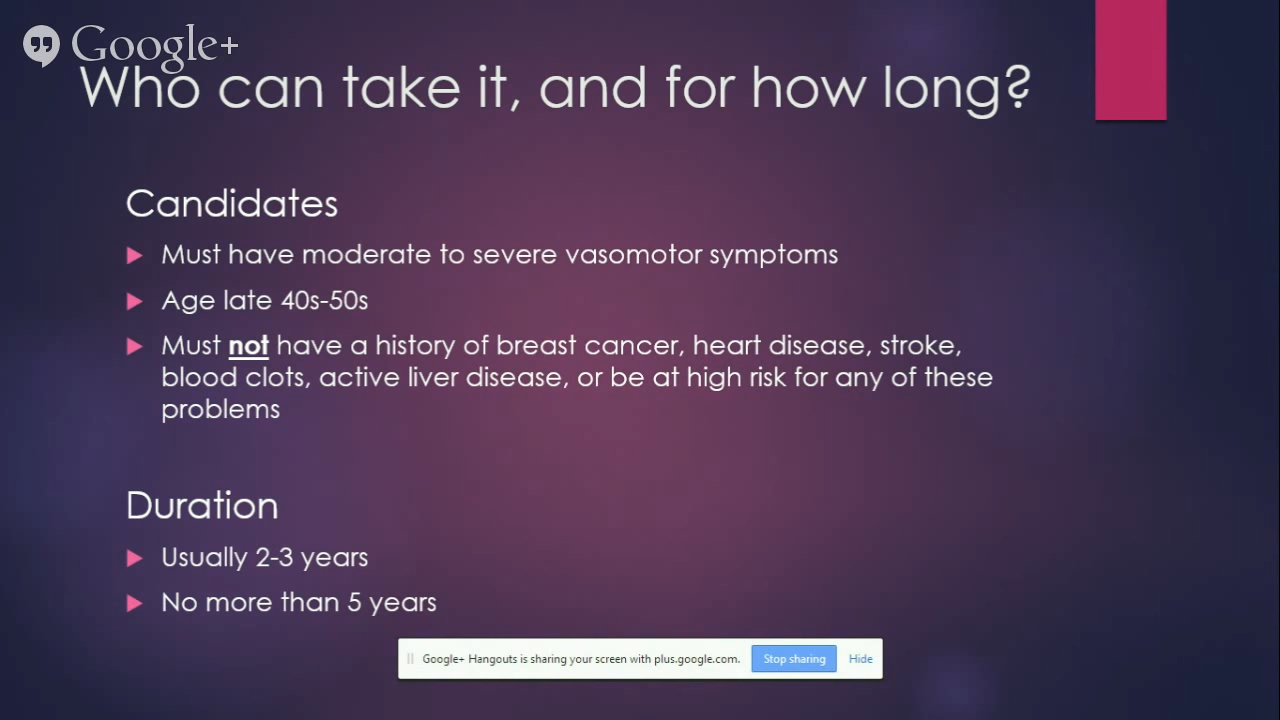 Google+
Who can take it, and for how long?
Candidates
Must have moderate to severe vasomotor symptoms
Age late 40s-50s
Must not have a history of breast cancer, heart disease, stroke,
blood clots, active liver disease, or be at high risk for any of these
problems
Duration
Usually 2-3 years
No more than 5 years
Google+ Hangouts is sharing your screen with plus.google.com. Stop sharing Hide